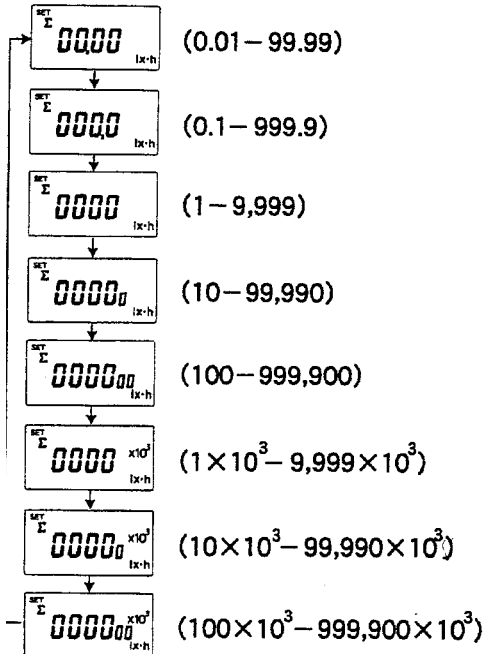 SET
Σ 00.00 lx·h (0.01−99.99)
SET
Σ 000.0 lx·h (0.1−999.9)
SET
Σ 0000 lx·h (1−9,999)
SET
Σ 00000 lx·h (10−99,990)
SET
Σ 000000 lx·h (100−999,900)
SET
Σ 0000 x10³ lx·h (1×10³−9,999×10³)
SET
Σ 00000 x10³ lx·h (10×10³−99,990×10³)
SET
Σ 000000 x10³ lx·h (100×10³−999,900×10³)